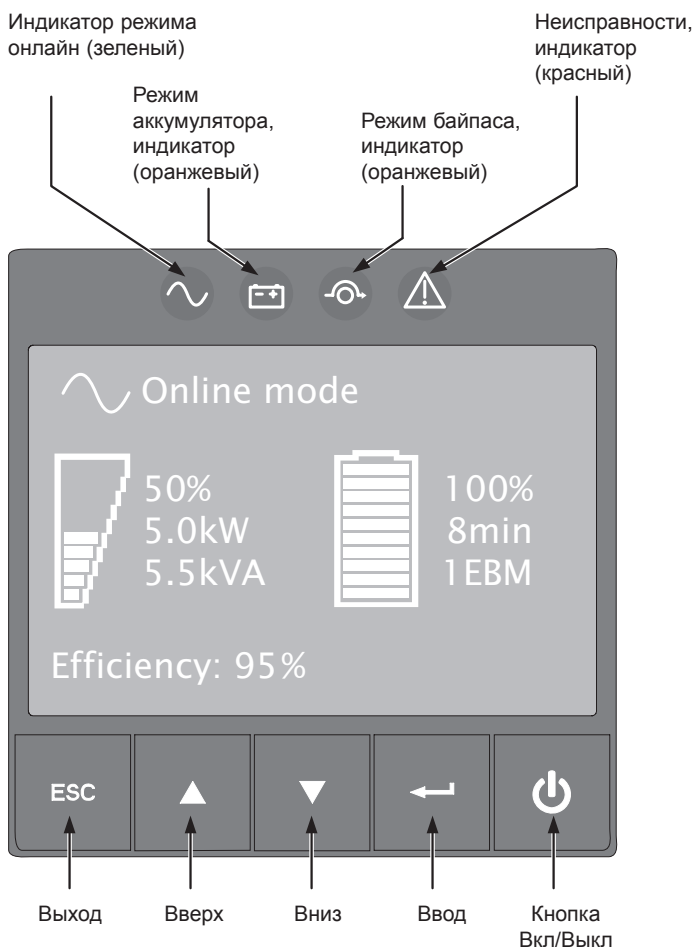 Индикатор режима
онлайн (зеленый)
Режим
аккумулятора,
индикатор
(оранжевый)
Режим байпаса,
индикатор
(оранжевый)
Неисправности,
индикатор
(красный)
Online mode
50%
5.0kW
5.5kVA
100%
8min
1EBM
Efficiency: 95%
ESC
Выход
Вверх
Вниз
Ввод
Кнопка
Вкл/Выкл